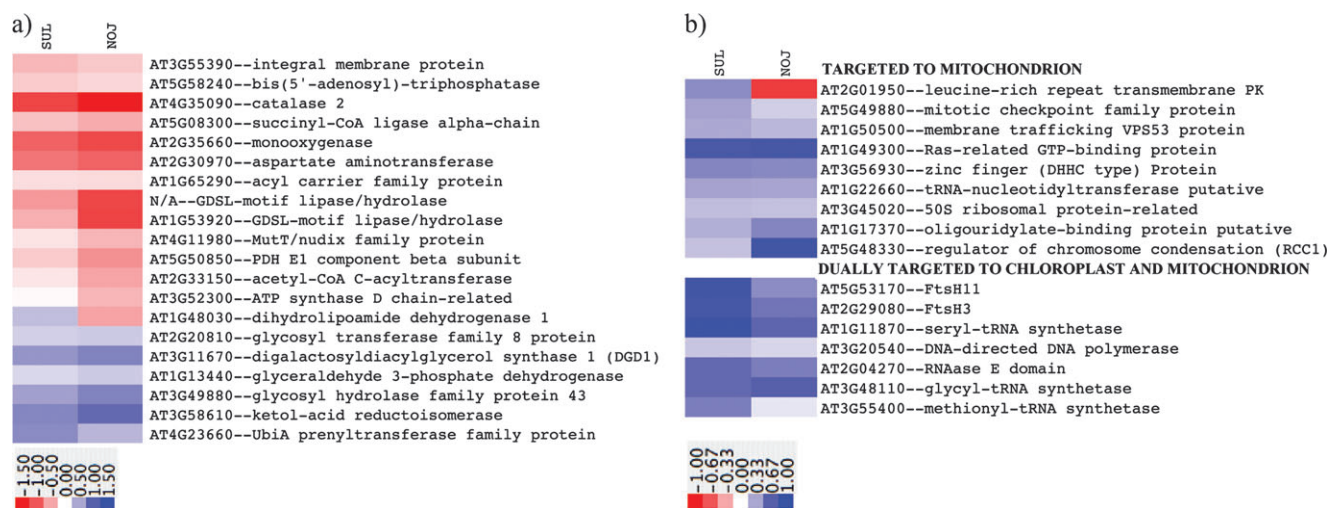 a)
SUL
NOJ
AT3G55390--integral membrane protein
AT5G58240--bis(5'-adenosyl)-triphosphatase
AT4G35090--catalase 2
AT5G08300--succinyl-CoA ligase alpha-chain
AT2G35660--monooxygenase
AT2G30970--aspartate aminotransferase
AT1G65290--acyl carrier family protein
N/A--GDSL-motif lipase/hydrolase
AT1G53920--GDSL-motif lipase/hydrolase
AT4G11980--MutT/nudix family protein
AT5G50850--PDH E1 component beta subunit
AT2G33150--acetyl-CoA C-acyltransferase
AT3G52300--ATP synthase D chain-related
AT1G48030--dihydrolipoamide dehydrogenase 1
AT2G20810--glycosyl transferase family 8 protein
AT3G11670--digalactosyldiacylglycerol synthase 1 (DGD1)
AT1G13440--glyceraldehyde 3-phosphate dehydrogenase
AT3G49880--glycosyl hydrolase family protein 43
AT3G58610--ketol-acid reductoisomerase
AT4G23660--UbiA prenyltransferase family protein
-1.50
-1.00
-0.50
0.00
0.50
1.00
1.50
b)
SUL
NOJ
TARGETED TO MITOCHONDRION
AT2G01950--leucine-rich repeat transmembrane PK
AT5G49880--mitotic checkpoint family protein
AT1G50500--membrane trafficking VPS53 protein
AT1G49300--Ras-related GTP-binding protein
AT3G56930--zinc finger (DHHC type) Protein
AT1G22660--tRNA-nucleotidyltransferase putative
AT3G45020--50S ribosomal protein-related
AT1G17370--oligouridylate-binding protein putative
AT5G48330--regulator of chromosome condensation (RCC1)
DUALLY TARGETED TO CHLOROPLAST AND MITOCHONDRION
AT5G53170--FtsH11
AT2G29080--FtsH3
AT1G11870--seryl-tRNA synthetase
AT3G20540--DNA-directed DNA polymerase
AT2G04270--RNAase E domain
AT3G48110--glycyl-tRNA synthetase
AT3G55400--methionyl-tRNA synthetase
-1.00
-0.67
-0.33
0.00
0.33
0.67
1.00